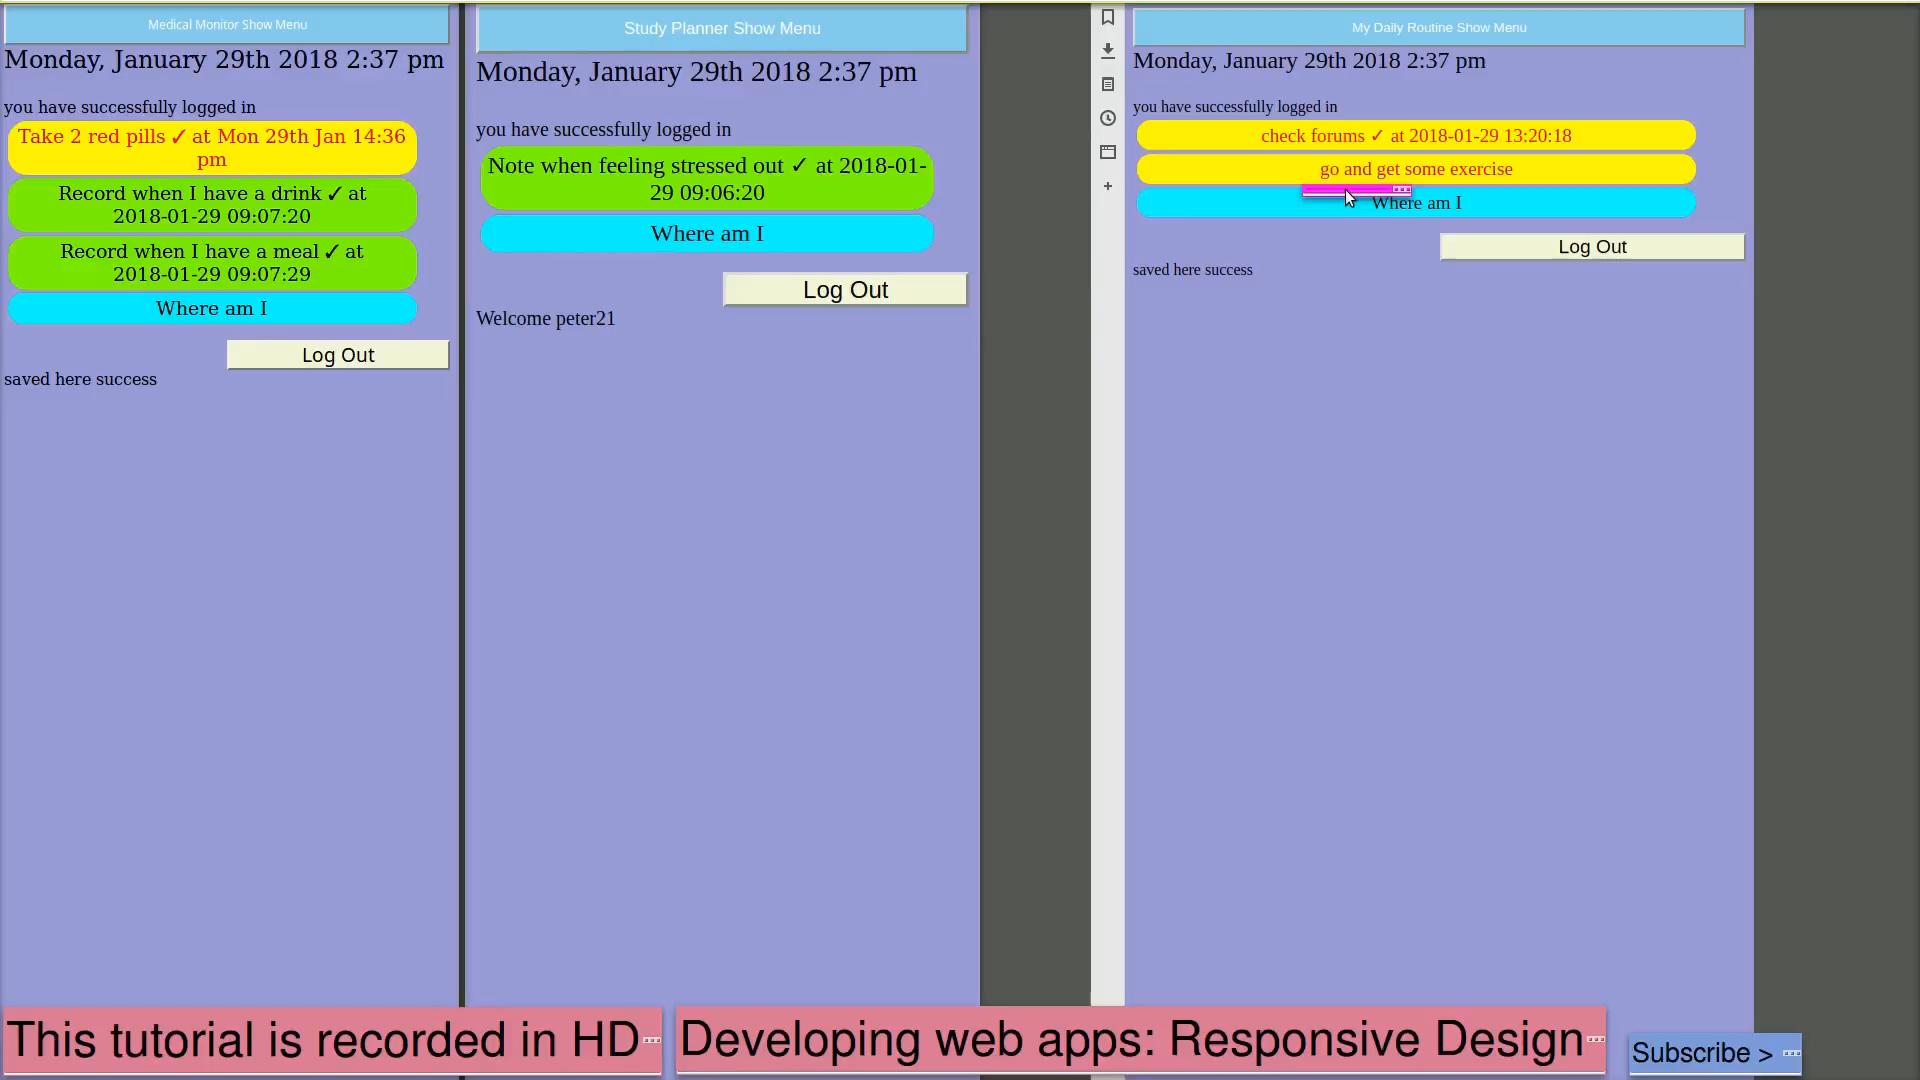 Medical Monitor Show Menu
Monday, January 29th 2018 2:37 pm
you have successfully logged in
Take 2 red pills ✓ at Mon 29th Jan 14:36
pm
Record when I have a drink ✓ at
2018-01-29 09:07:20
Record when I have a meal ✓ at
2018-01-29 09:07:29
Where am I
Log Out
saved here success
Study Planner Show Menu
Monday, January 29th 2018 2:37 pm
you have successfully logged in
Note when feeling stressed out ✓ at 2018-01-
29 09:06:20
Where am I
Log Out
Welcome peter21
My Daily Routine Show Menu
Monday, January 29th 2018 2:37 pm
you have successfully logged in
check forums ✓ at 2018-01-29 13:20:18
go and get some exercise
Where am I
Log Out
saved here success
This tutorial is recorded in HD
Developing web apps: Responsive Design
Subscribe >